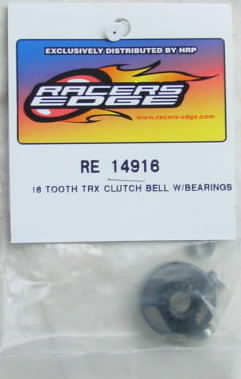 EXCLUSIVELY DISTRIBUTED BY HRP
RACERS
EDGE
www.racers-edge.com
RE 14916
16 TOOTH TRX CLUTCH BELL W/BEARINGS